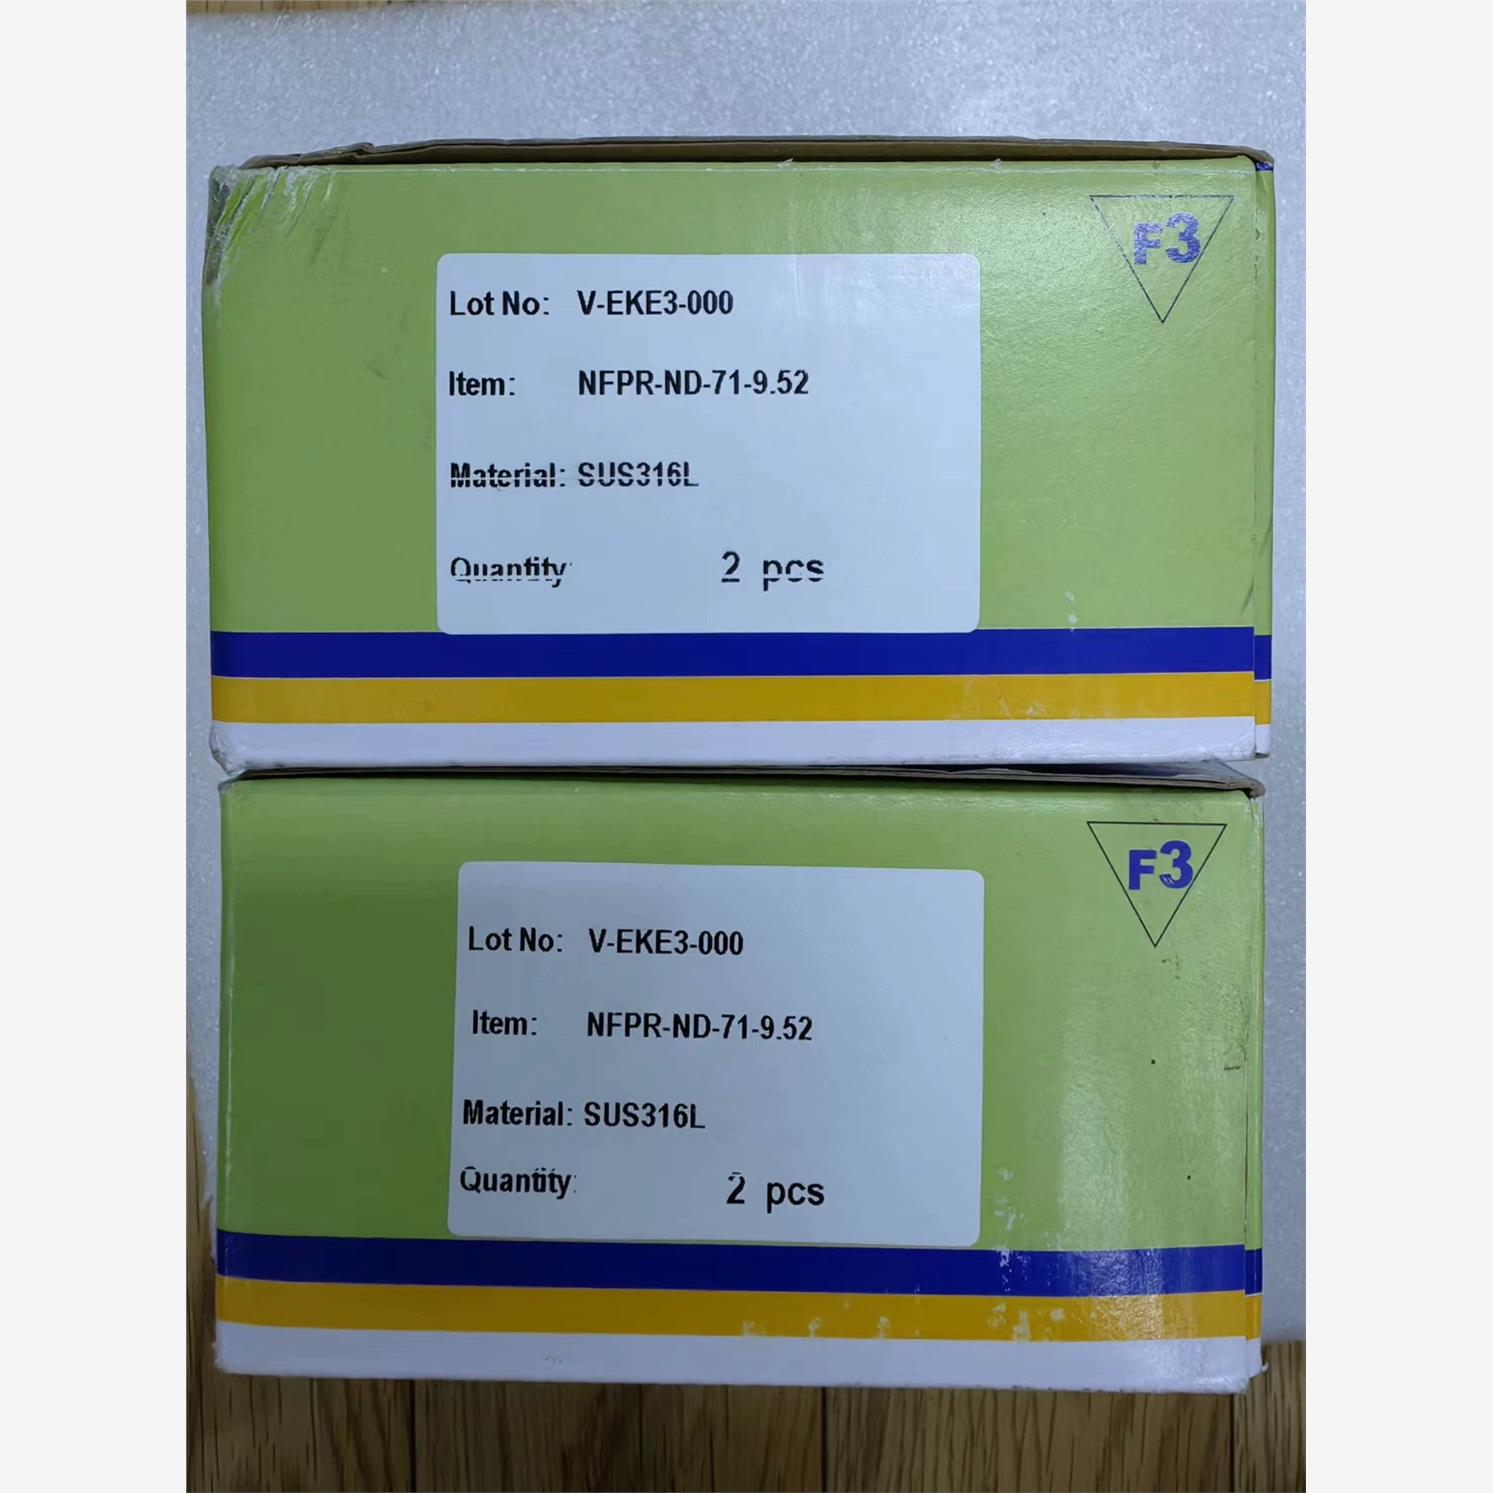 F3
Lot No: V-EKE3-000
Item: NFPR-ND-71-9.52
Material: SUS316L
Quantity: 2 pcs
F3
Lot No: V-EKE3-000
Item: NFPR-ND-71-9.52
Material: SUS316L
Quantity: 2 pcs